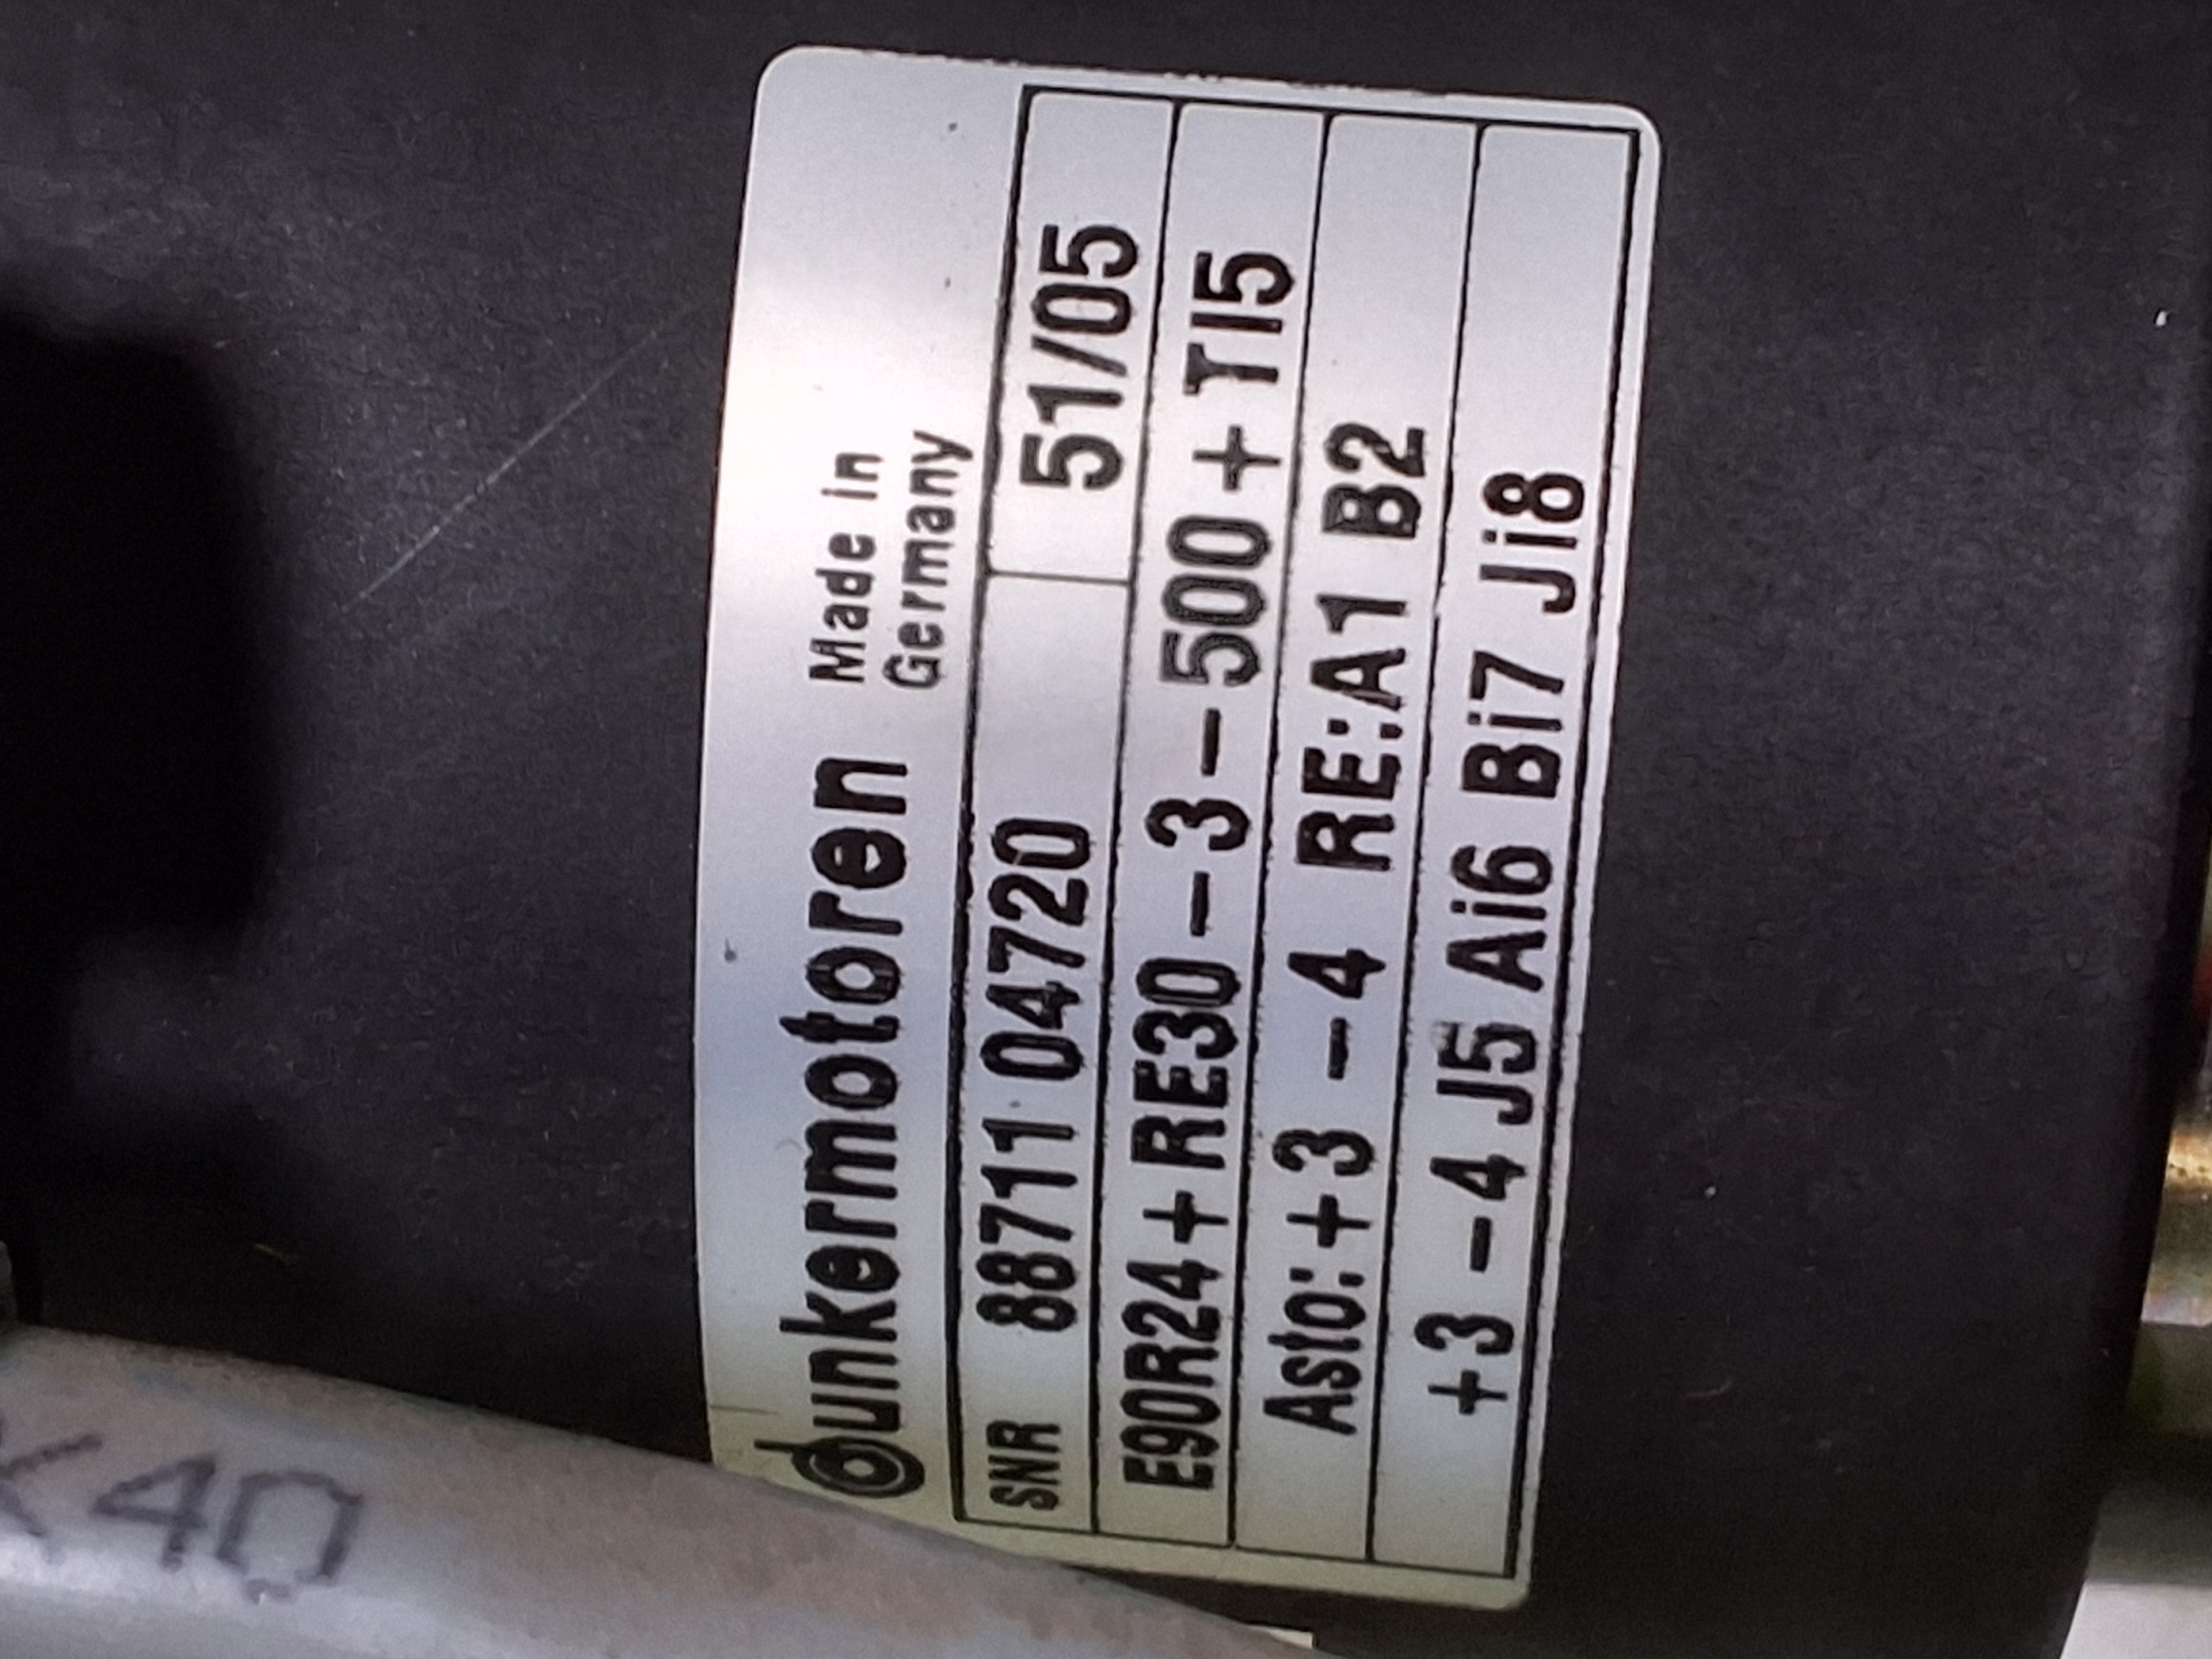 Dunkermotoren Made in
Germany
SNR 88711 04720 51/05
E90R24+RE30-3-500+TI5
Asto:+3 -4 RE:A1 B2
+3 -4 J5 Ai6 Bi7 Ji8
K40